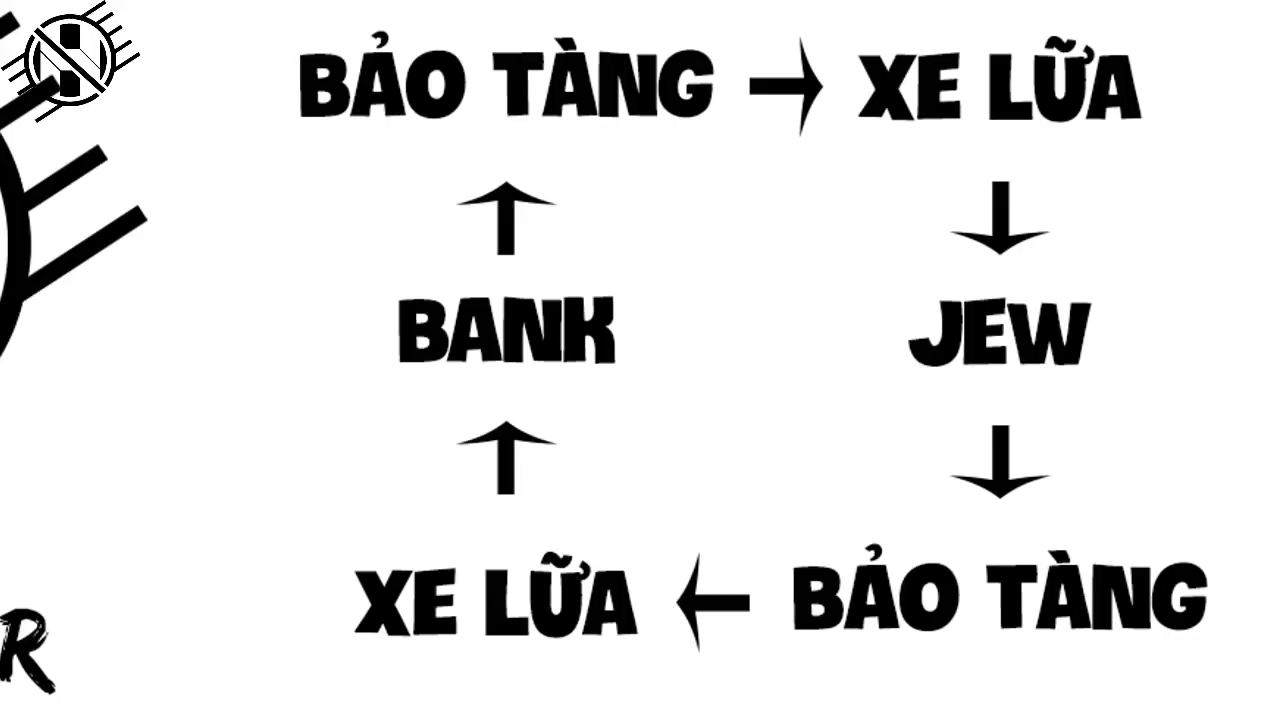 BẢO TÀNG → XE LỮA
BANK
JEW
XE LỮA ← BẢO TÀNG
R